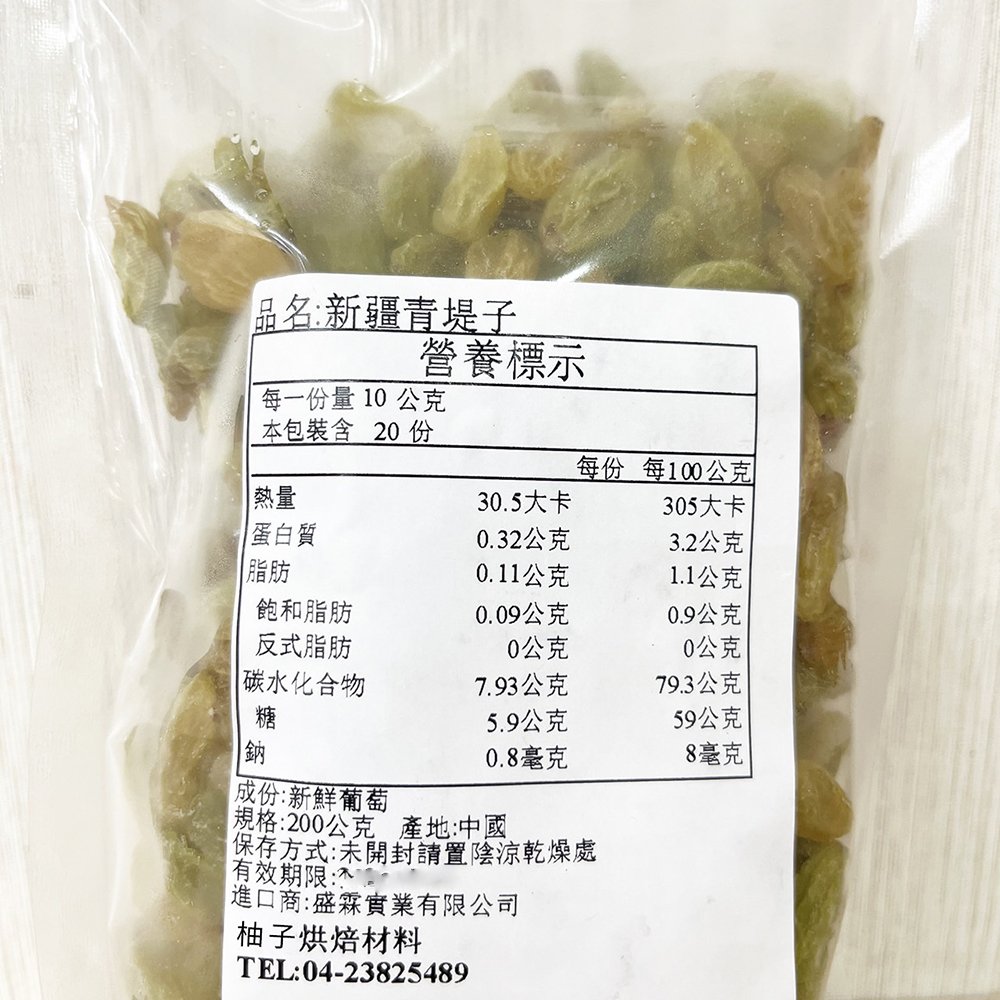 品名:新疆青堤子
營養標示
每一份量 10 公克
本包裝含 20 份
每份 每100公克
熱量 30.5大卡 305大卡
蛋白質 0.32公克 3.2公克
脂肪 0.11公克 1.1公克
飽和脂肪 0.09公克 0.9公克
反式脂肪 0公克 0公克
碳水化合物 7.93公克 79.3公克
糖 5.9公克 59公克
鈉 0.8毫克 8毫克
成份:新鮮葡萄
規格:200公克 產地:中國
保存方式:未開封請置陰涼乾燥處
有效期限:
進口商:盛霖實業有限公司
柚子烘焙材料
TEL:04-23825489